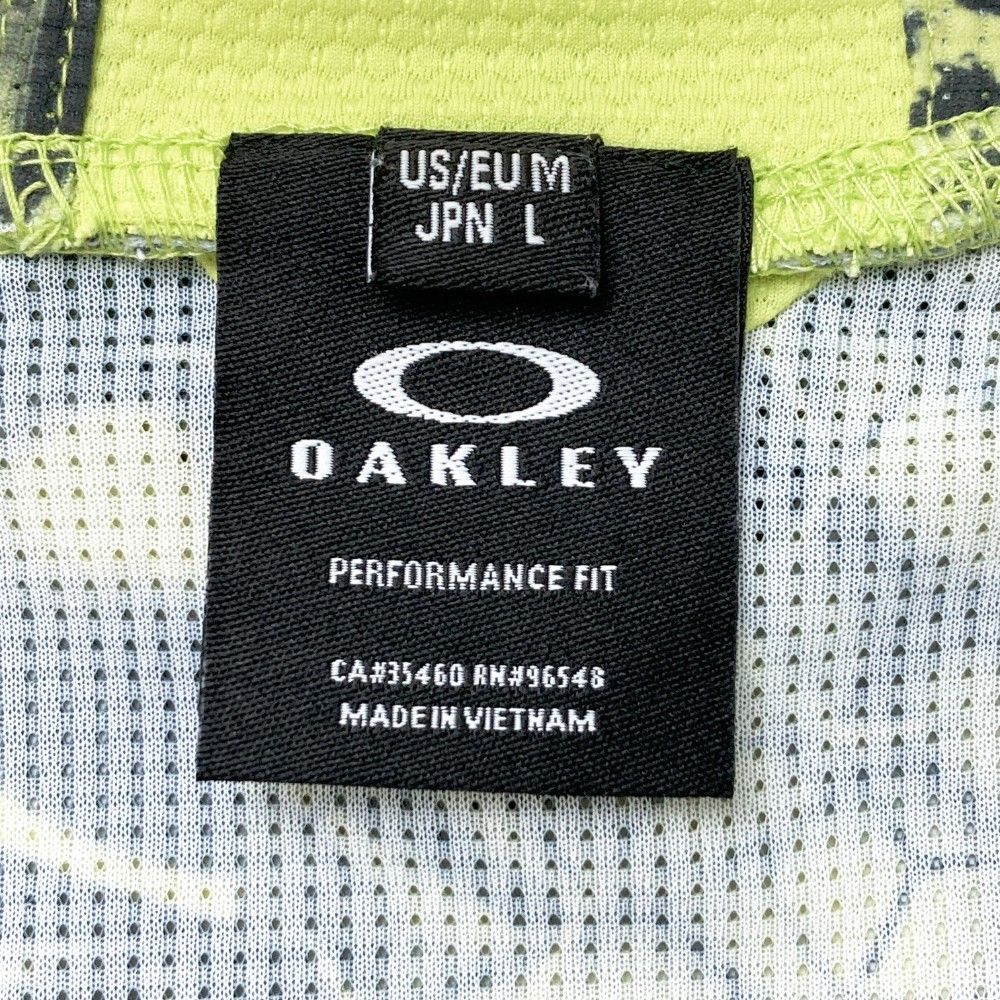 US/EU M
JPN L
OAKLEY
PERFORMANCE FIT
CA#35460 RN#96548
MADE IN VIETNAM